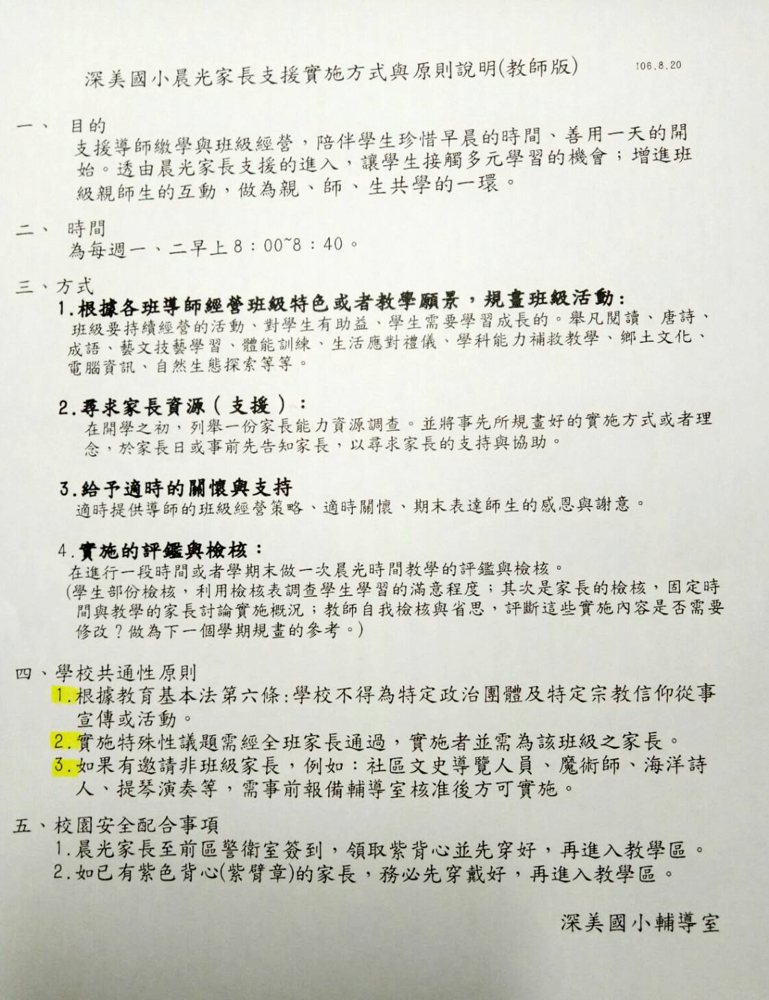 深美國小晨光家長支援實施方式與原則說明(教師版)
106.8.20
一、 目的
支援導師繳學與班級經營，陪伴學生珍惜早晨的時間、善用一天的開
始。透由晨光家長支援的進入，讓學生接觸多元學習的機會；增進班
級親師生的互動，做為親、師、生共學的一環。
二、 時間
為每週一、二早上8：00~8：40。
三、方式
1.根據各班導師經營班級特色或者教學願景，規畫班級活動:
班級要持續經營的活動、對學生有助益、學生需要學習成長的。舉凡閱讀、唐詩、
成語、藝文技藝學習、體能訓練、生活應對禮儀、學科能力補救教學、鄉土文化、
電腦資訊、自然生態探索等等。
2.尋求家長資源（支援）：
在開學之初，列舉一份家長能力資源調查。並將事先所規畫好的實施方式或者理
念，於家長日或事前先告知家長，以尋求家長的支持與協助。
3.給予適時的關懷與支持
適時提供導師的班級經營策略、適時關懷、期末表達師生的感恩與謝意。
4.實施的評鑑與檢核：
在進行一段時間或者學期末做一次晨光時間教學的評鑑與檢核。
(學生部份檢核，利用檢核表調查學生學習的滿意程度；其次是家長的檢核，固定時
間與教學的家長討論實施概況；教師自我檢核與省思，評斷這些實施內容是否需要
修改？做為下一個學期規畫的參考。)
四、學校共通性原則
1.根據教育基本法第六條:學校不得為特定政治團體及特定宗教信仰從事
宣傳或活動。
2.實施特殊性議題需經全班家長通過，實施者並需為該班級之家長。
3.如果有邀請非班級家長，例如：社區文史導覽人員、魔術師、海洋詩
人、提琴演奏等，需事前報備輔導室核准後方可實施。
五、校園安全配合事項
1.晨光家長至前區警衛室簽到，領取紫背心並先穿好，再進入教學區。
2.如已有紫色背心(紫臂章)的家長，務必先穿戴好，再進入教學區。
深美國小輔導室